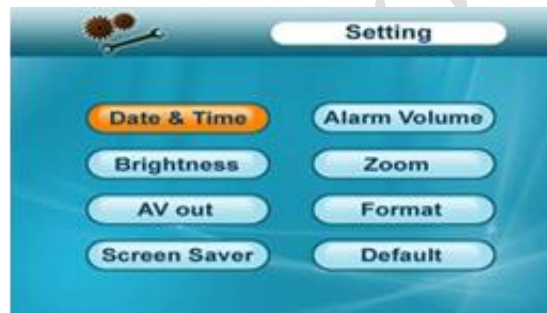 Setting
Date & Time
Alarm Volume
Brightness
Zoom
AV out
Format
Screen Saver
Default